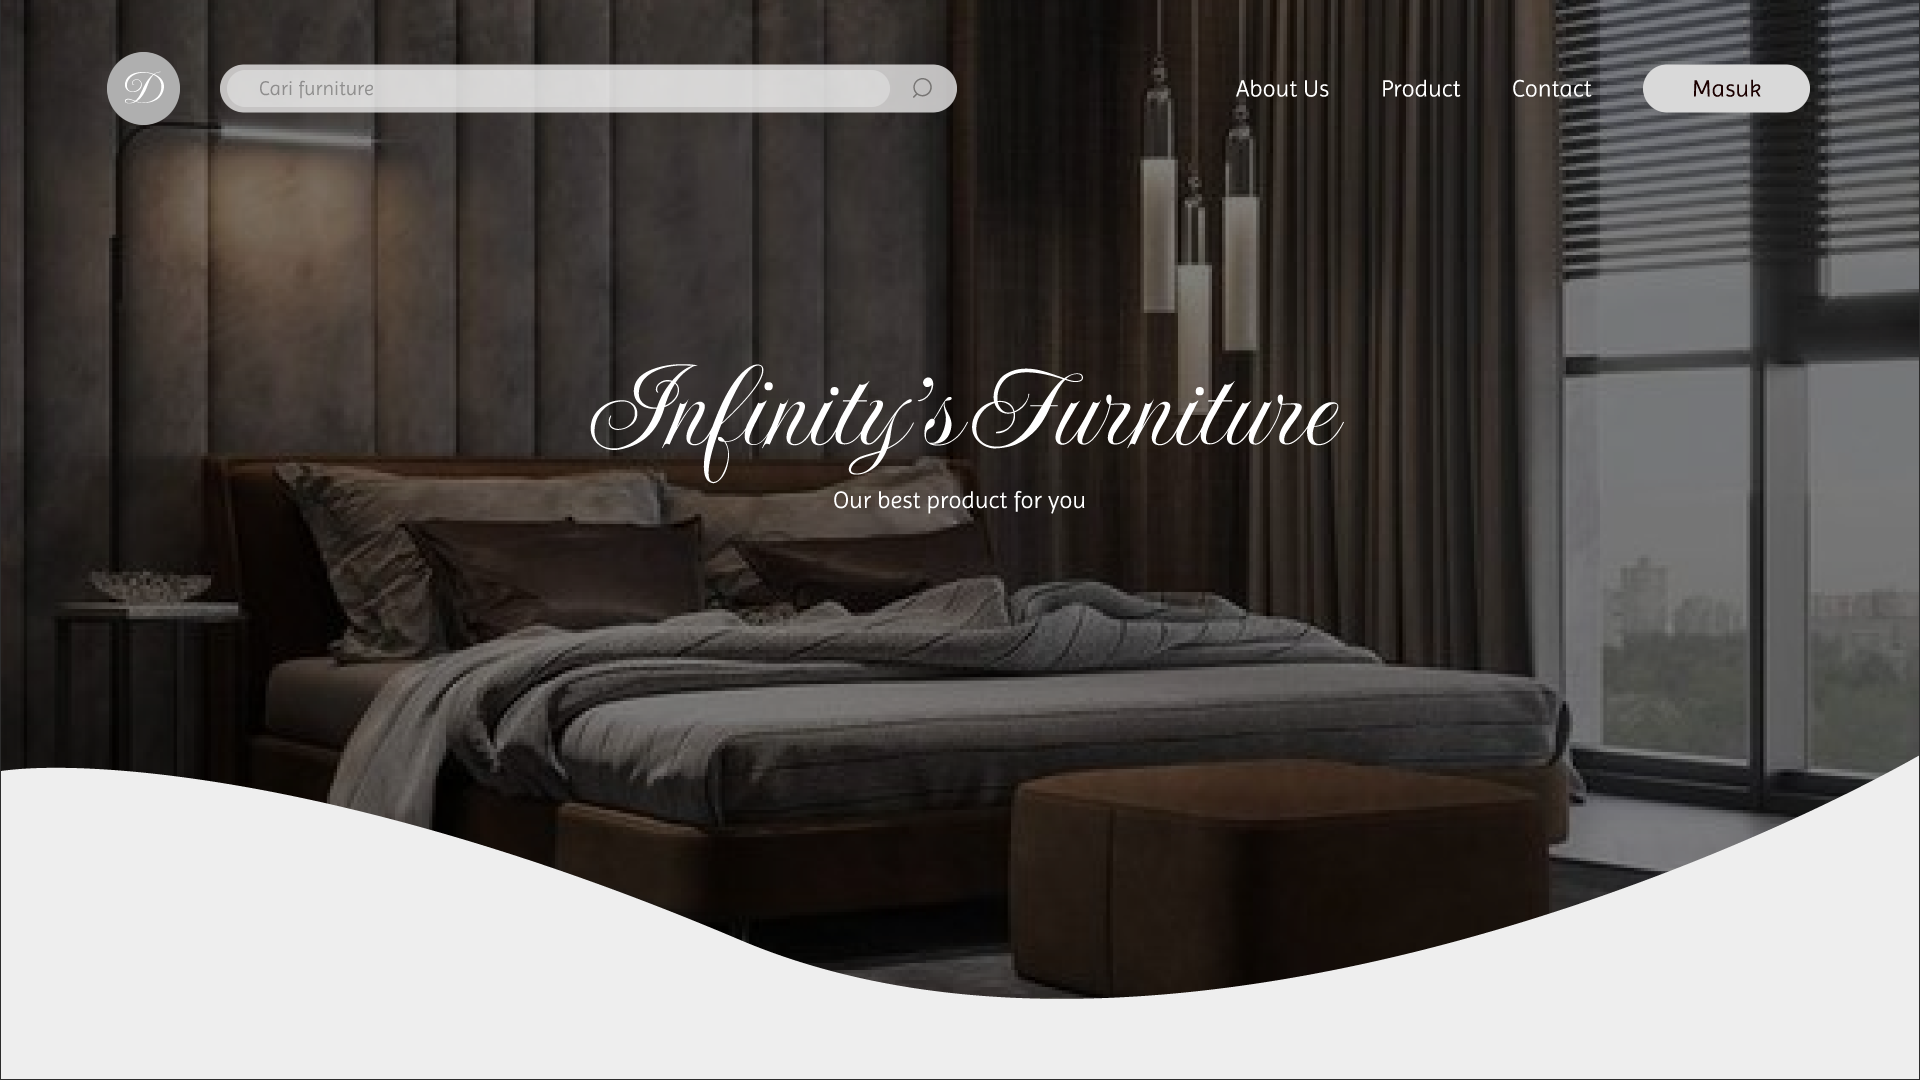 D
Cari furniture
About Us
Product
Contact
Masuk
Infinity's Furniture
Our best product for you